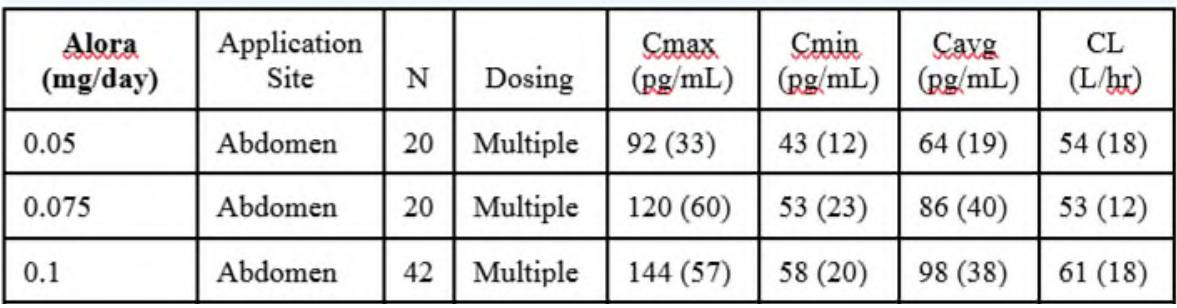 Alora (mg/day) Application Site N Dosing Cmax (pg/mL) Cmin (pg/mL) Cavg (pg/mL) CL (L/hr)
0.05 Abdomen 20 Multiple 92 (33) 43 (12) 64 (19) 54 (18)
0.075 Abdomen 20 Multiple 120 (60) 53 (23) 86 (40) 53 (12)
0.1 Abdomen 42 Multiple 144 (57) 58 (20) 98 (38) 61 (18)